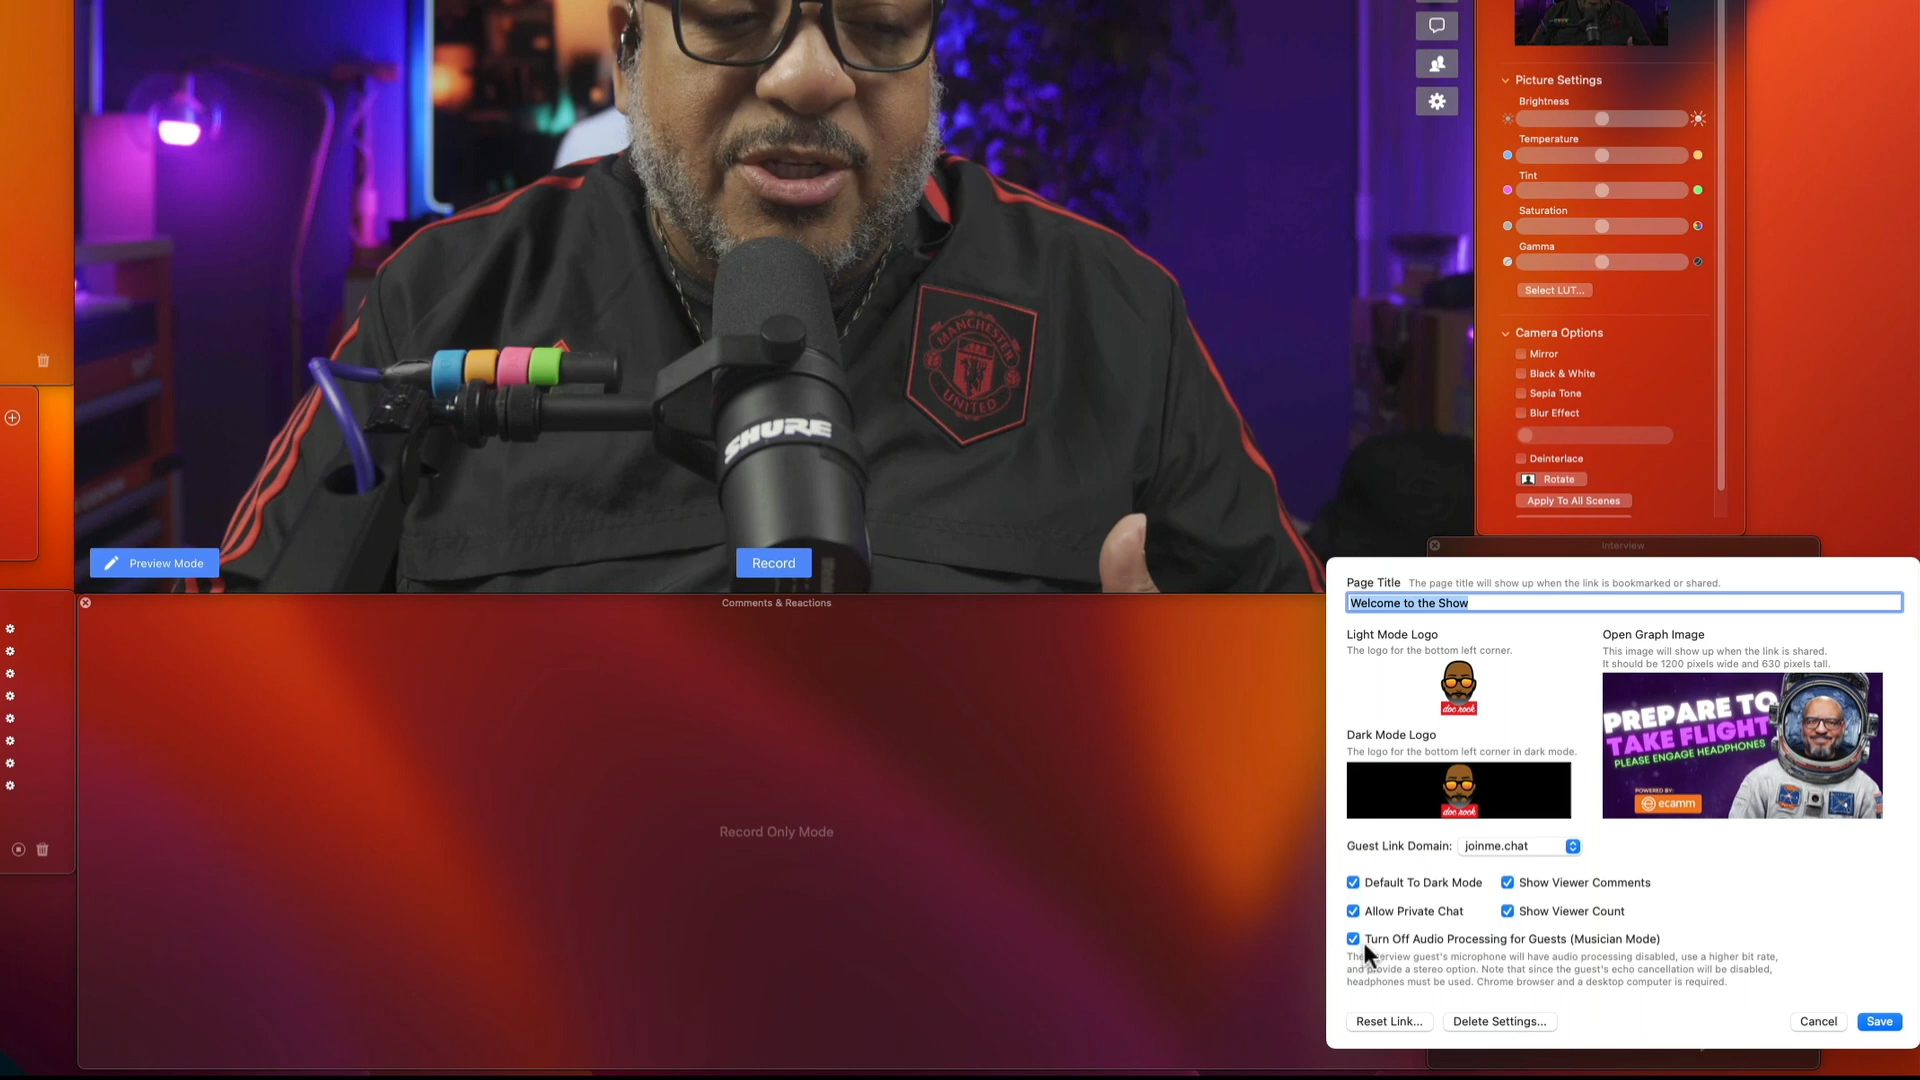 Picture Settings
Brightness
Temperature
Tint
Saturation
Gamma
Select LUT...
Camera Options
Mirror
Black & White
Sepia Tone
Blur Effect
Deinterlace
Rotate
Apply To All Scenes
MANCHESTER
UNITED
SHURE
Preview Mode
Record
Comments & Reactions
Record Only Mode
Interview
Page Title The page title will show up when the link is bookmarked or shared.
Welcome to the Show
Light Mode Logo
The logo for the bottom left corner.
doc rock
Dark Mode Logo
The logo for the bottom left corner in dark mode.
doc rock
Open Graph Image
This image will show up when the link is shared.
It should be 1200 pixels wide and 630 pixels tall.
PREPARE TO
TAKE FLIGHT
PLEASE ENGAGE HEADPHONES
POWERED BY:
ecamm
Guest Link Domain: joinme.chat
Default To Dark Mode Show Viewer Comments
Allow Private Chat Show Viewer Count
Turn Off Audio Processing for Guests (Musician Mode)
guest's microphone will have audio processing disabled, use a higher bit rate,
and provide a stereo option. Note that since the guest's echo cancellation will be disabled,
headphones must be used. Chrome browser and a desktop computer is required.
Reset Link... Delete Settings... Cancel Save